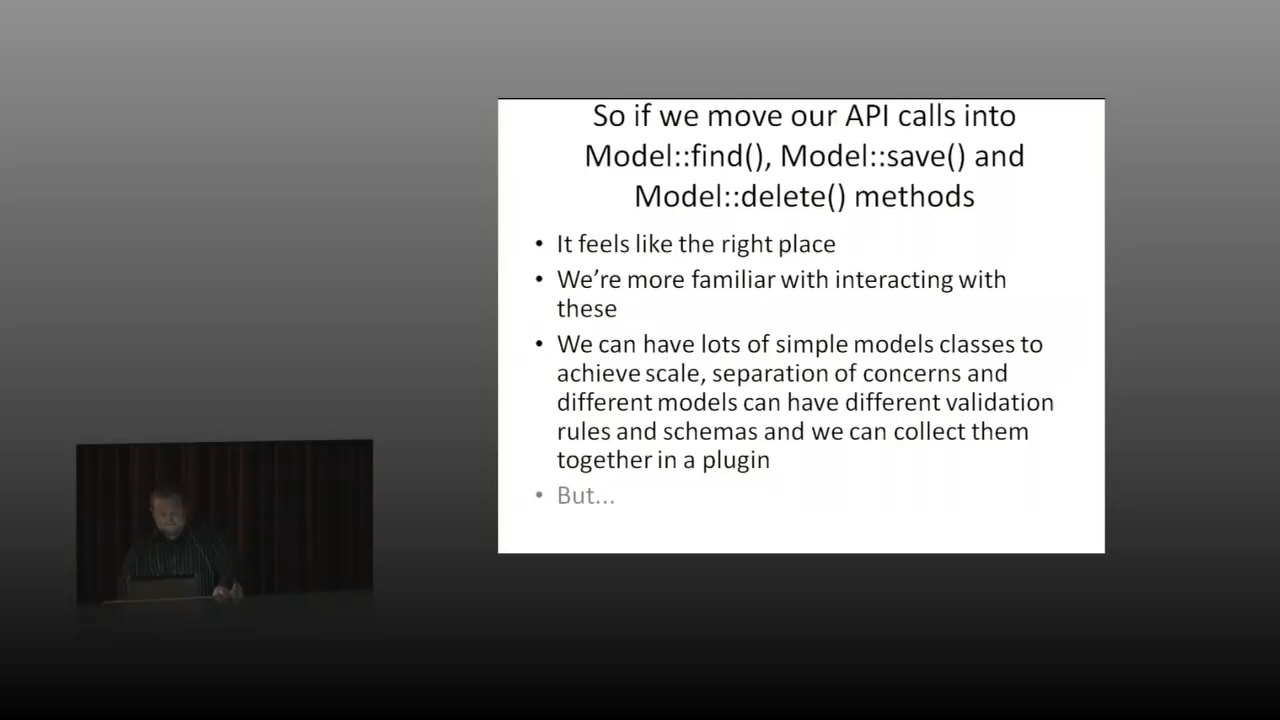 So if we move our API calls into
Model::find(), Model::save() and
Model::delete() methods
• It feels like the right place
• We’re more familiar with interacting with
these
• We can have lots of simple models classes to
achieve scale, separation of concerns and
different models can have different validation
rules and schemas and we can collect them
together in a plugin
• But...